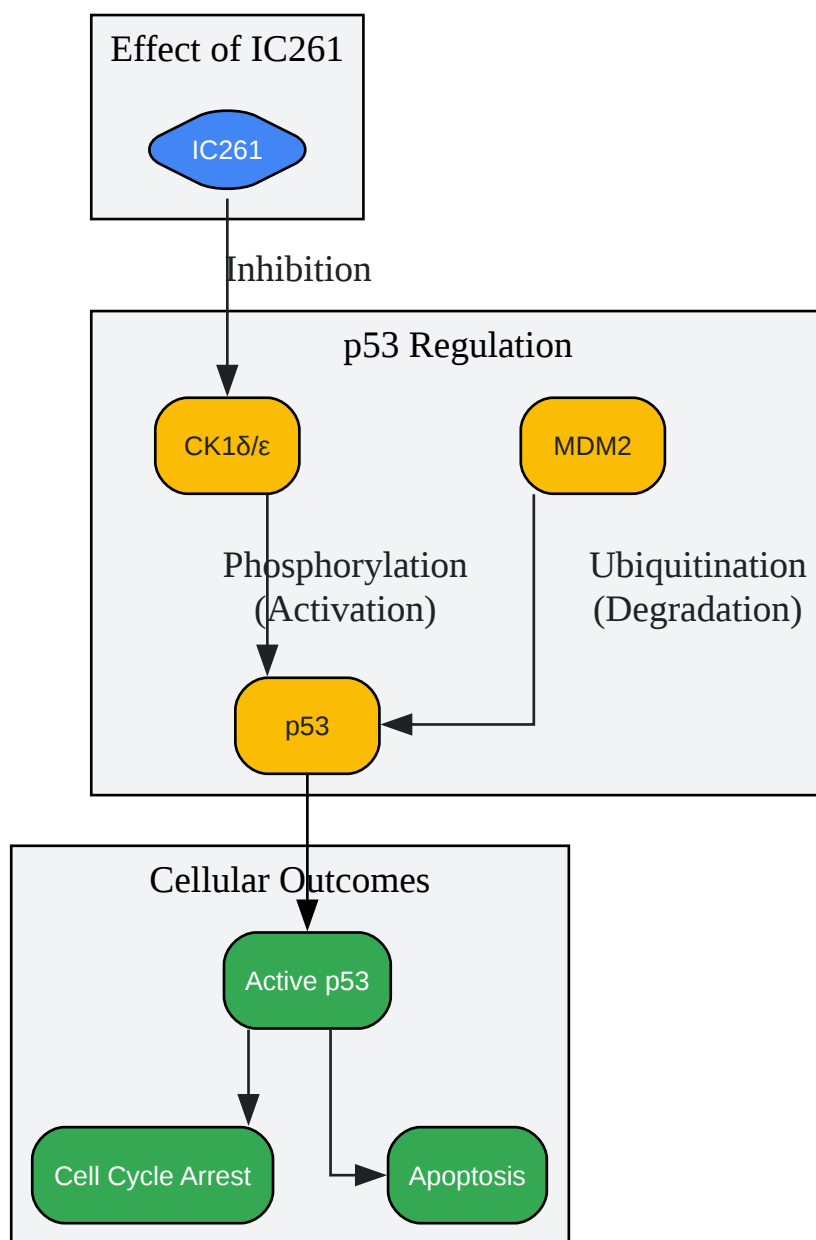 Effect of IC261
IC261
Inhibition
p53 Regulation
CK1δ/ε
MDM2
Phosphorylation
(Activation)
Ubiquitination
(Degradation)
p53
Cellular Outcomes
Active p53
Cell Cycle Arrest
Apoptosis